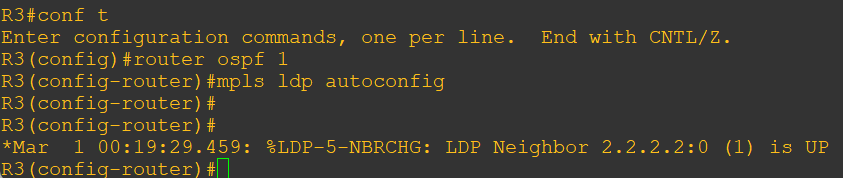 R3#conf t
Enter configuration commands, one per line.  End with CNTL/Z.
R3(config)#router ospf 1
R3(config-router)#mpls ldp autoconfig
R3(config-router)#
R3(config-router)#
*Mar  1 00:19:29.459: %LDP-5-NBRCHG: LDP Neighbor 2.2.2.2:0 (1) is UP
R3(config-router)#